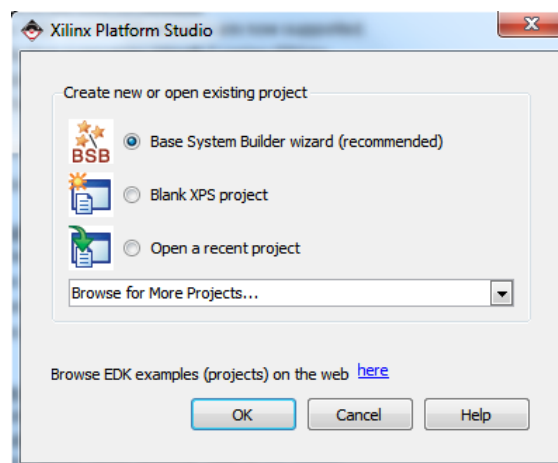 Xilinx Platform Studio
Create new or open existing project
BSB
Base System Builder wizard (recommended)
Blank XPS project
Open a recent project
Browse for More Projects...
Browse EDK examples (projects) on the web here
OK
Cancel
Help